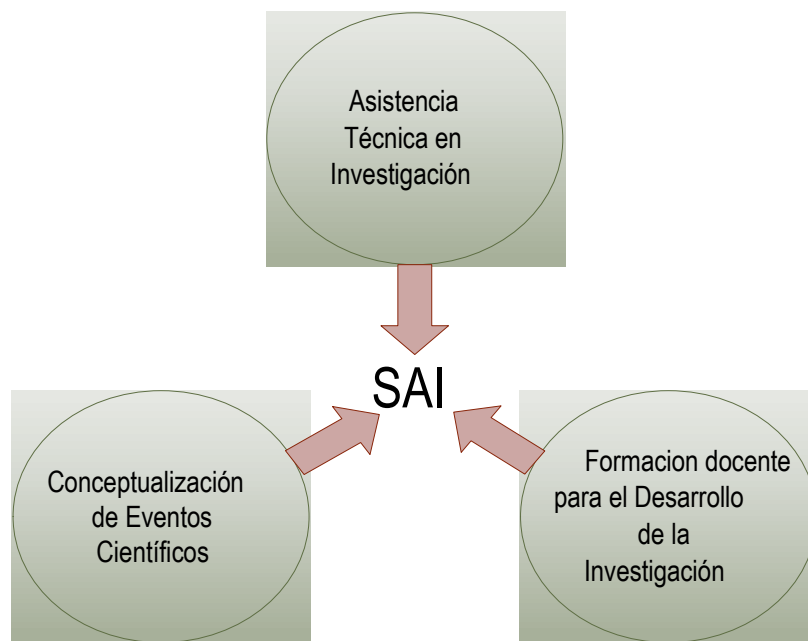 Asistencia
Técnica en
Investigación
SAI
Conceptualización
de Eventos
Científicos
Formacion docente
para el Desarrollo
de la
Investigación